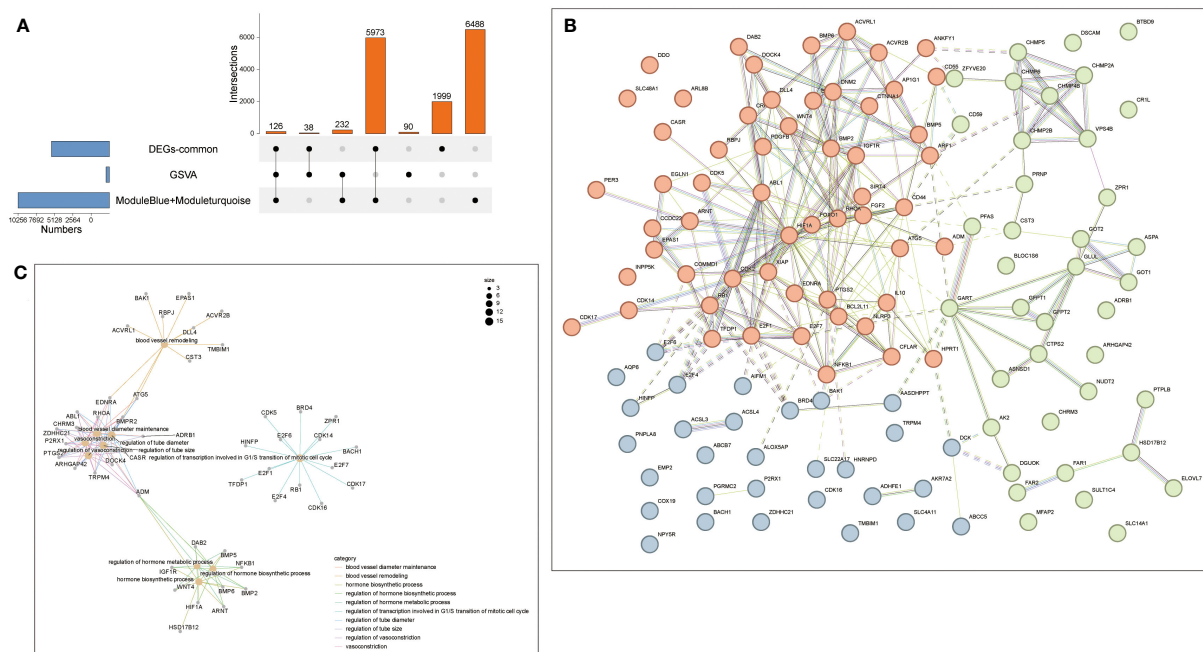 A
Intersections
6000
4000
2000
0
126
38
232
5973
90
1999
6488
DEGs-common
GSVA
ModuleBlue+Moduleturquoise
10256 7692 5128 2564 0
Numbers
B
ACVRL1
DAB2
BMP6
ANKFY1
BTBD9
DSCAM
CHMP5
ACVR2B
DOCK4
DDO
CD55
ZFYVE20
CHMP2A
CHMP6
SLC48A1
ARL8B
DNM2
AP1G1
CHMP4B
DLL4
CTNNA1
CR1L
WNT4
CASR
BMP5
CD59
CHMP2B
VPS4B
RBPJ
PDGFB
BMP2
IGF1R
ARF1
PER3
EGLN1
CDK5
ABL1
SIRT4
PRNP
ZPR1
CD44
CCDC22
ARNT
FOXO1
RHOA
FGF2
PFAS
CST3
HIF1A
GOT2
ASPA
EPAS1
ATG5
ADM
BLOC1S6
GLUL
GOT1
INPP5K
COMMD1
XIAP
EDNRA
PTGS2
IL10
ADRB1
GART
GFPT1
CDK14
RB1
BCL2L11
GFPT2
CDK17
NLRP3
TFDP1
E2F1
E2F7
ARHGAP42
CTPS2
E2F6
CFLAR
HPRT1
ASNSD1
AQP6
NFKB1
NUDT2
E2F4
AIFM1
BAK1
AASDHPPT
PTPLB
HINFP
BRD4
AK2
CHRM3
ACSL3
ACSL4
TRPM4
PNPLA8
DCK
HSD17B12
ABCB7
ALOX5AP
SLC22A17
HNRNPD
DGUOK
FAR1
EMP2
FAR2
ELOVL7
PGRMC2
P2RX1
AKR7A2
ADHFE1
SULT1C4
COX19
CDK16
MFAP2
BACH1
ZDHHC21
SLC4A11
ABCC5
SLC14A1
NPY5R
TMBIM1
C
size
3
6
9
12
15
BAK1
EPAS1
RBPJ
ACVR2B
ACVRL1
DLL4
blood vessel remodeling
TMBIM1
CST3
EDNRA
ATG5
ABL1
RHOA
CHRM3
BMPR2
ZDHHC21
blood vessel diameter maintenance
P2RX1
vasoconstriction
ADRB1
regulation of tube diameter
PTGS2
regulation of vasoconstriction
regulation of tube size
CASR
regulation of transcription involved in G1/S transition of mitotic cell cycle
ARHGAP42
DOCK4
TRPM4
ADM
BRD4
CDK5
ZPR1
HINFP
E2F6
CDK14
BACH1
E2F1
E2F7
TFDP1
RB1
CDK17
E2F4
CDK16
DAB2
BMP5
regulation of hormone metabolic process
NFKB1
IGF1R
regulation of hormone biosynthetic process
hormone biosynthetic process
WNT4
BMP6
BMP2
HIF1A
ARNT
HSD17B12
category
blood vessel diameter maintenance
blood vessel remodeling
hormone biosynthetic process
regulation of hormone biosynthetic process
regulation of hormone metabolic process
regulation of transcription involved in G1/S transition of mitotic cell cycle
regulation of tube diameter
regulation of tube size
regulation of vasoconstriction
vasoconstriction